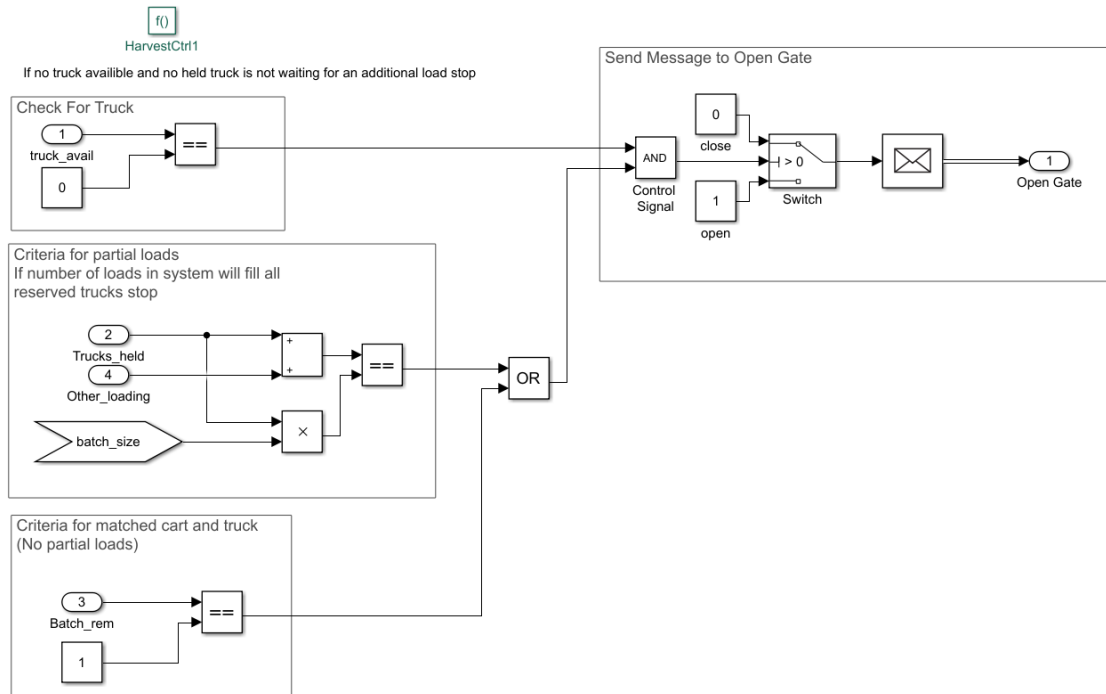 f()
HarvestCtrl1
If no truck availible and no held truck is not waiting for an additional load stop
Check For Truck
1
truck_avail
0
==
Criteria for partial loads
If number of loads in system will fill all
reserved trucks stop
2
Trucks_held
4
Other_loading
batch_size
+
+
×
==
Criteria for matched cart and truck
(No partial loads)
3
Batch_rem
1
==
OR
Send Message to Open Gate
AND
Control
Signal
0
close
1
open
> 0
Switch
1
Open Gate